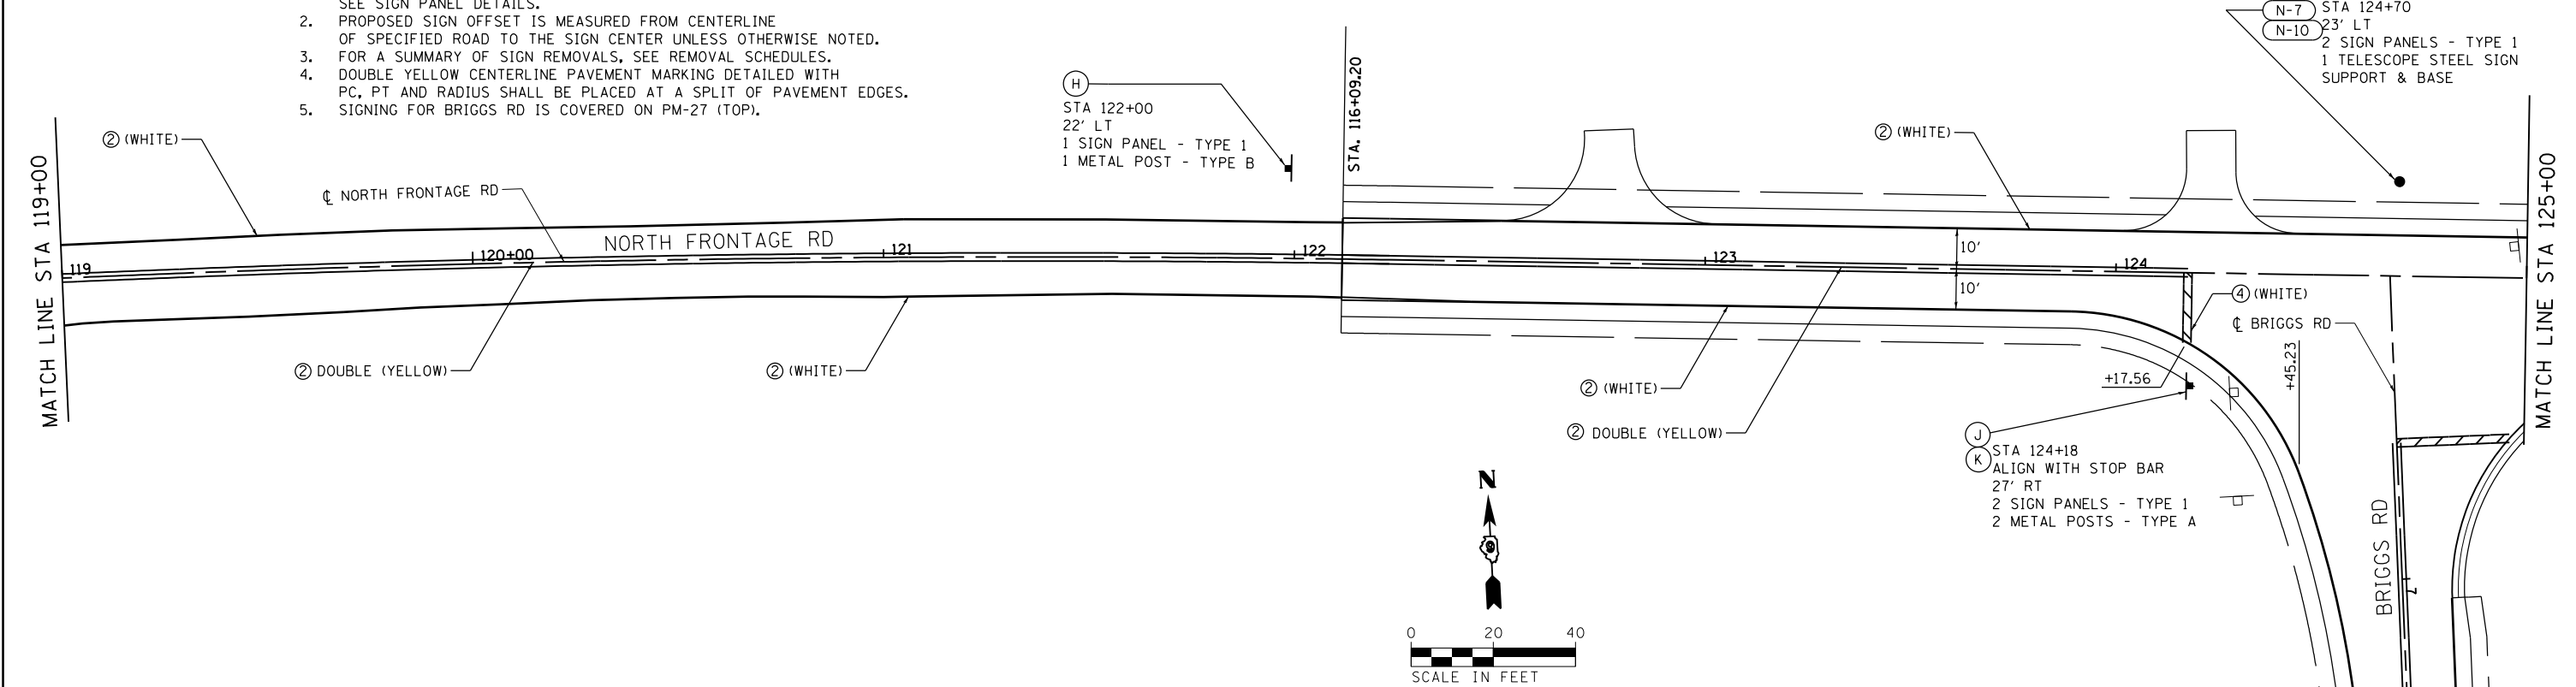 SEE SIGN PANEL DETAILS.
2. PROPOSED SIGN OFFSET IS MEASURED FROM CENTERLINE
OF SPECIFIED ROAD TO THE SIGN CENTER UNLESS OTHERWISE NOTED.
3. FOR A SUMMARY OF SIGN REMOVALS, SEE REMOVAL SCHEDULES.
4. DOUBLE YELLOW CENTERLINE PAVEMENT MARKING DETAILED WITH
PC, PT AND RADIUS SHALL BE PLACED AT A SPLIT OF PAVEMENT EDGES.
5. SIGNING FOR BRIGGS RD IS COVERED ON PM-27 (TOP).
N-7
N-10
STA 124+70
23' LT
2 SIGN PANELS - TYPE 1
1 TELESCOPE STEEL SIGN
SUPPORT & BASE
H
STA 122+00
22' LT
1 SIGN PANEL - TYPE 1
1 METAL POST - TYPE B
STA. 116+09.20
2 (WHITE)
2 (WHITE)
MATCH LINE STA 119+00
℄ NORTH FRONTAGE RD
NORTH FRONTAGE RD
119
120+00
121
122
123
124
10'
10'
MATCH LINE STA 125+00
4 (WHITE)
℄ BRIGGS RD
+45.23
+17.56
2 DOUBLE (YELLOW)
2 (WHITE)
2 (WHITE)
2 DOUBLE (YELLOW)
J
K
STA 124+18
ALIGN WITH STOP BAR
27' RT
2 SIGN PANELS - TYPE 1
2 METAL POSTS - TYPE A
BRIGGS RD
7
N
0 20 40
SCALE IN FEET